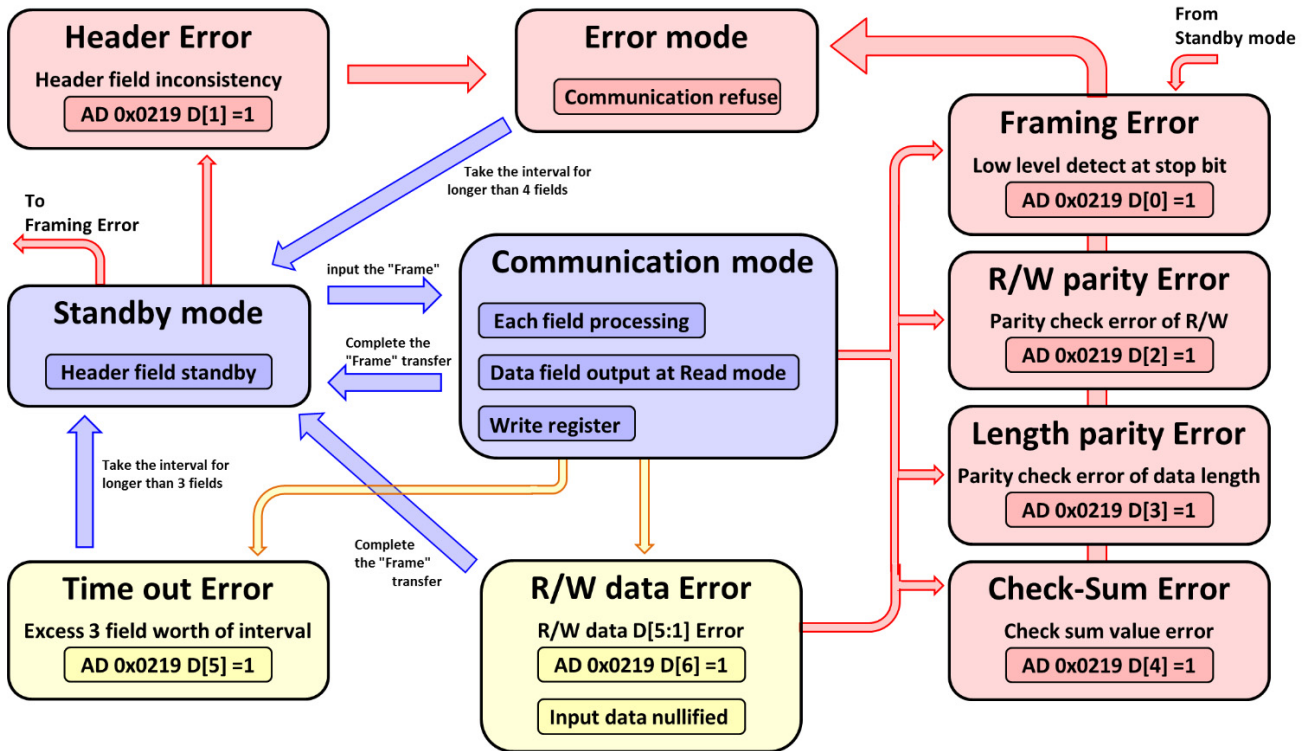 Header Error
Header field inconsistency
AD 0x0219 D[1] =1
Error mode
Communication refuse
From
Standby mode
Framing Error
Low level detect at stop bit
AD 0x0219 D[0] =1
Take the interval for
longer than 4 fields
To
Framing Error
input the "Frame"
Communication mode
Each field processing
Data field output at Read mode
Write register
R/W parity Error
Parity check error of R/W
AD 0x0219 D[2] =1
Standby mode
Header field standby
Complete the
"Frame" transfer
Length parity Error
Parity check error of data length
AD 0x0219 D[3] =1
Take the interval for
longer than 3 fields
Complete
the "Frame"
transfer
Time out Error
Excess 3 field worth of interval
AD 0x0219 D[5] =1
R/W data Error
R/W data D[5:1] Error
AD 0x0219 D[6] =1
Input data nullified
Check-Sum Error
Check sum value error
AD 0x0219 D[4] =1